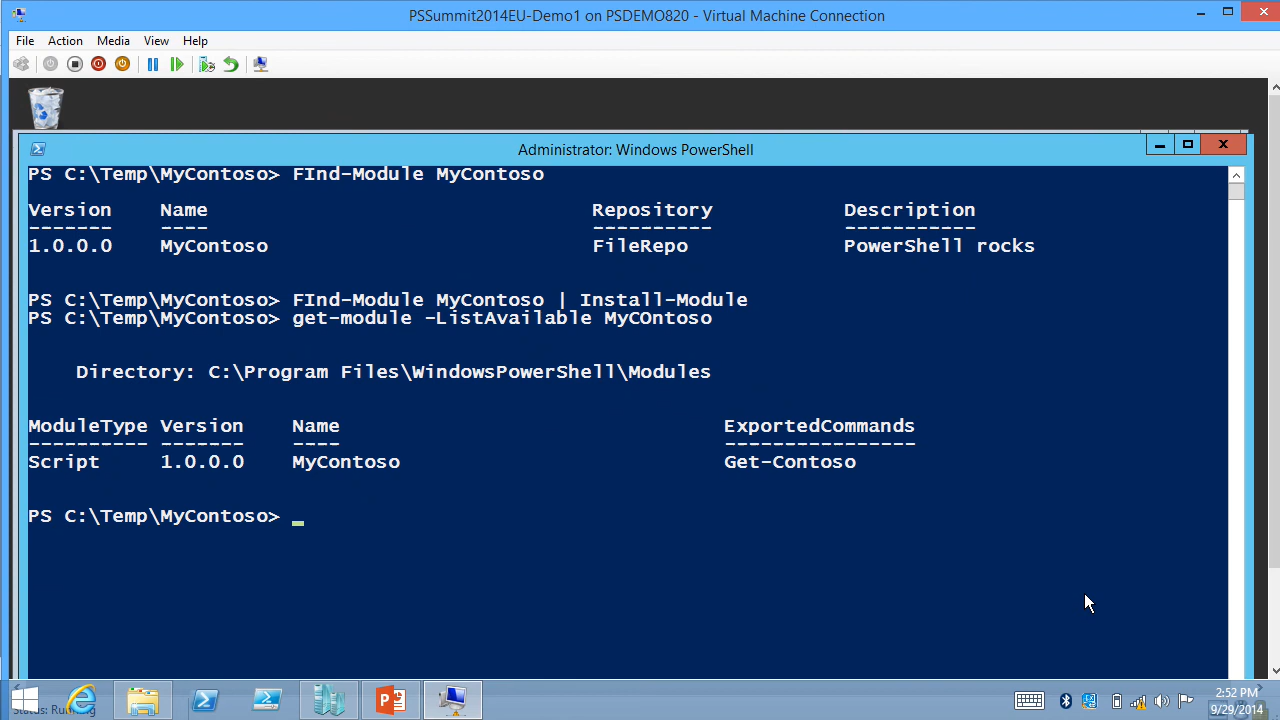 PSSummit2014EU-Demo1 on PSDEMO820 - Virtual Machine Connection
File Action Media View Help
Administrator: Windows PowerShell
PS C:\Temp\MyContoso> FInd-Module MyContoso
Version Name Repository Description
------- ---- ---------- -----------
1.0.0.0 MyContoso FileRepo PowerShell rocks
PS C:\Temp\MyContoso> FInd-Module MyContoso | Install-Module
PS C:\Temp\MyContoso> get-module -ListAvailable MyCOntoso
Directory: C:\Program Files\WindowsPowerShell\Modules
ModuleType Version Name ExportedCommands
---------- ------- ---- ----------------
Script 1.0.0.0 MyContoso Get-Contoso
PS C:\Temp\MyContoso>
2:52 PM
Status: Running
9/29/2014